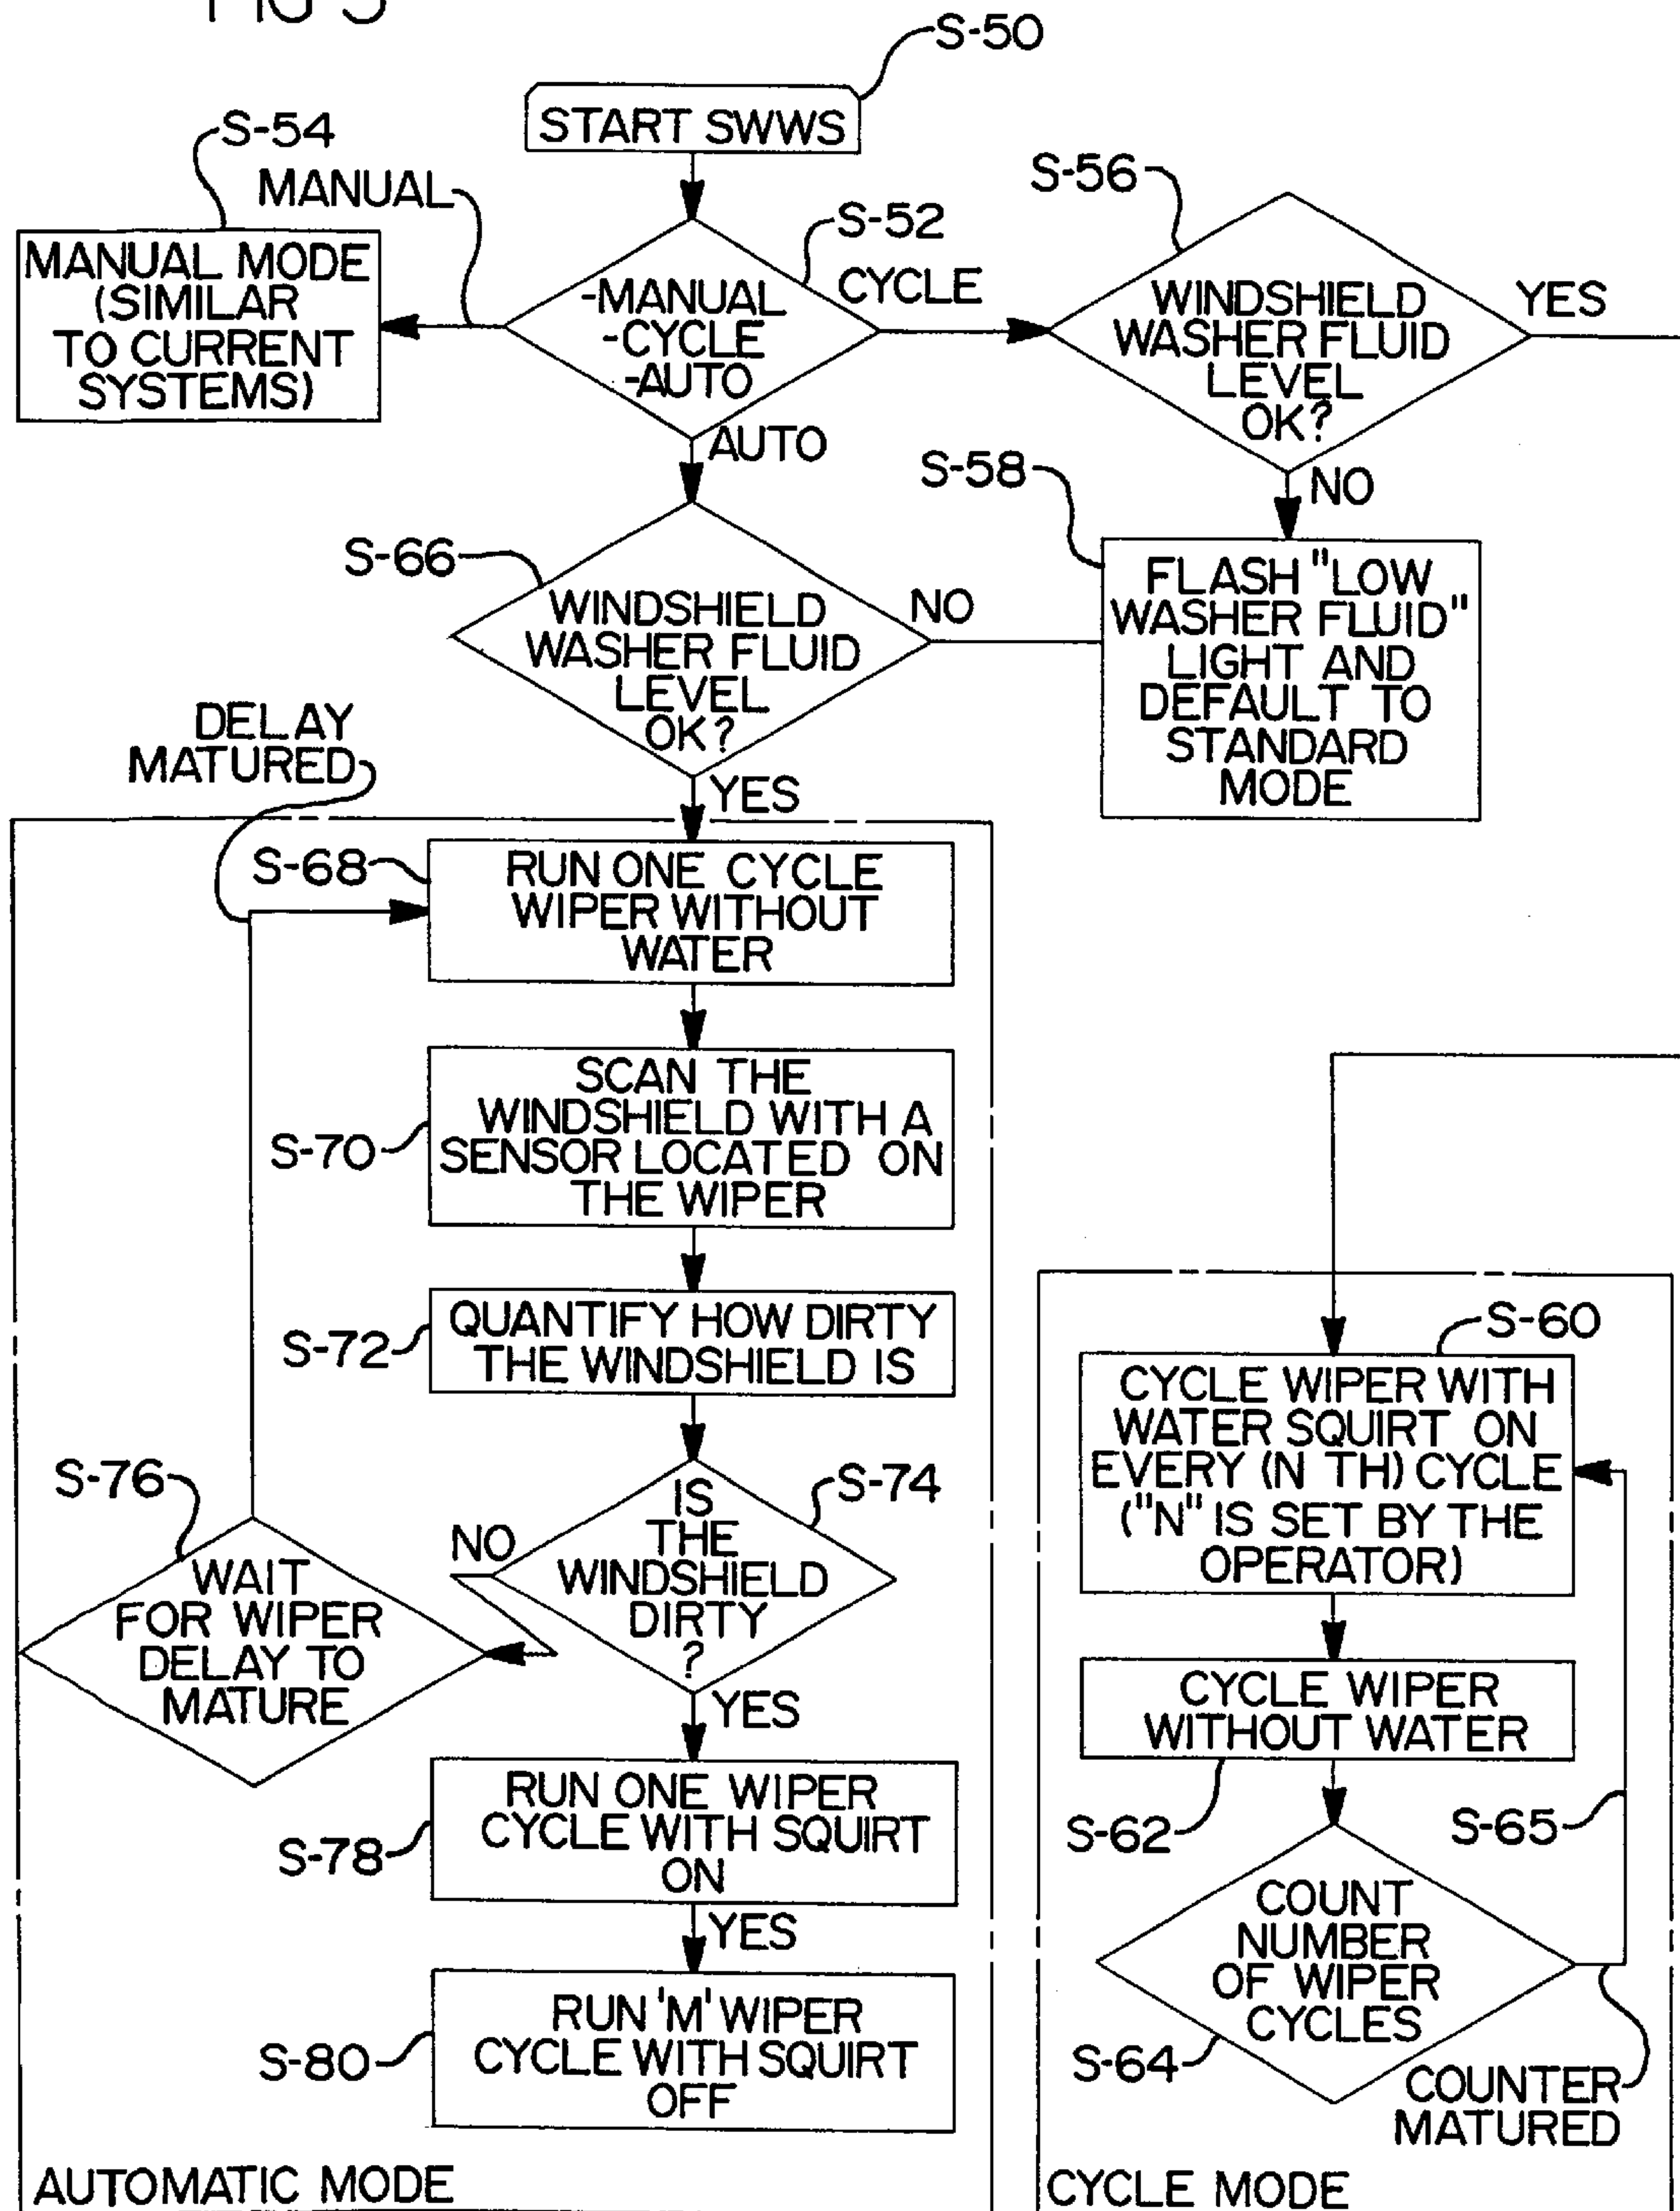 FIG 5
S-50
START SWWS
S-54
MANUAL
MANUAL MODE
(SIMILAR
TO CURRENT
SYSTEMS)
S-52
-MANUAL
-CYCLE
-AUTO
CYCLE
AUTO
S-56
WINDSHIELD
WASHER FLUID
LEVEL
OK?
YES
NO
S-58
FLASH "LOW
WASHER FLUID"
LIGHT AND
DEFAULT TO
STANDARD
MODE
S-66
WINDSHIELD
WASHER FLUID
LEVEL
OK?
NO
YES
DELAY
MATURED
S-68
RUN ONE CYCLE
WIPER WITHOUT
WATER
S-70
SCAN THE
WINDSHIELD WITH A
SENSOR LOCATED ON
THE WIPER
S-72
QUANTIFY HOW DIRTY
THE WINDSHIELD IS
S-74
IS
THE
WINDSHIELD
DIRTY
?
NO
YES
S-76
WAIT
FOR WIPER
DELAY TO
MATURE
S-78
RUN ONE WIPER
CYCLE WITH SQUIRT
ON
YES
S-80
RUN 'M' WIPER
CYCLE WITH SQUIRT
OFF
AUTOMATIC MODE
S-60
CYCLE WIPER WITH
WATER SQUIRT ON
EVERY (N TH) CYCLE
("N" IS SET BY THE
OPERATOR)
CYCLE WIPER
WITHOUT WATER
S-62
S-65
COUNT
NUMBER
OF WIPER
CYCLES
S-64
COUNTER
MATURED
CYCLE MODE